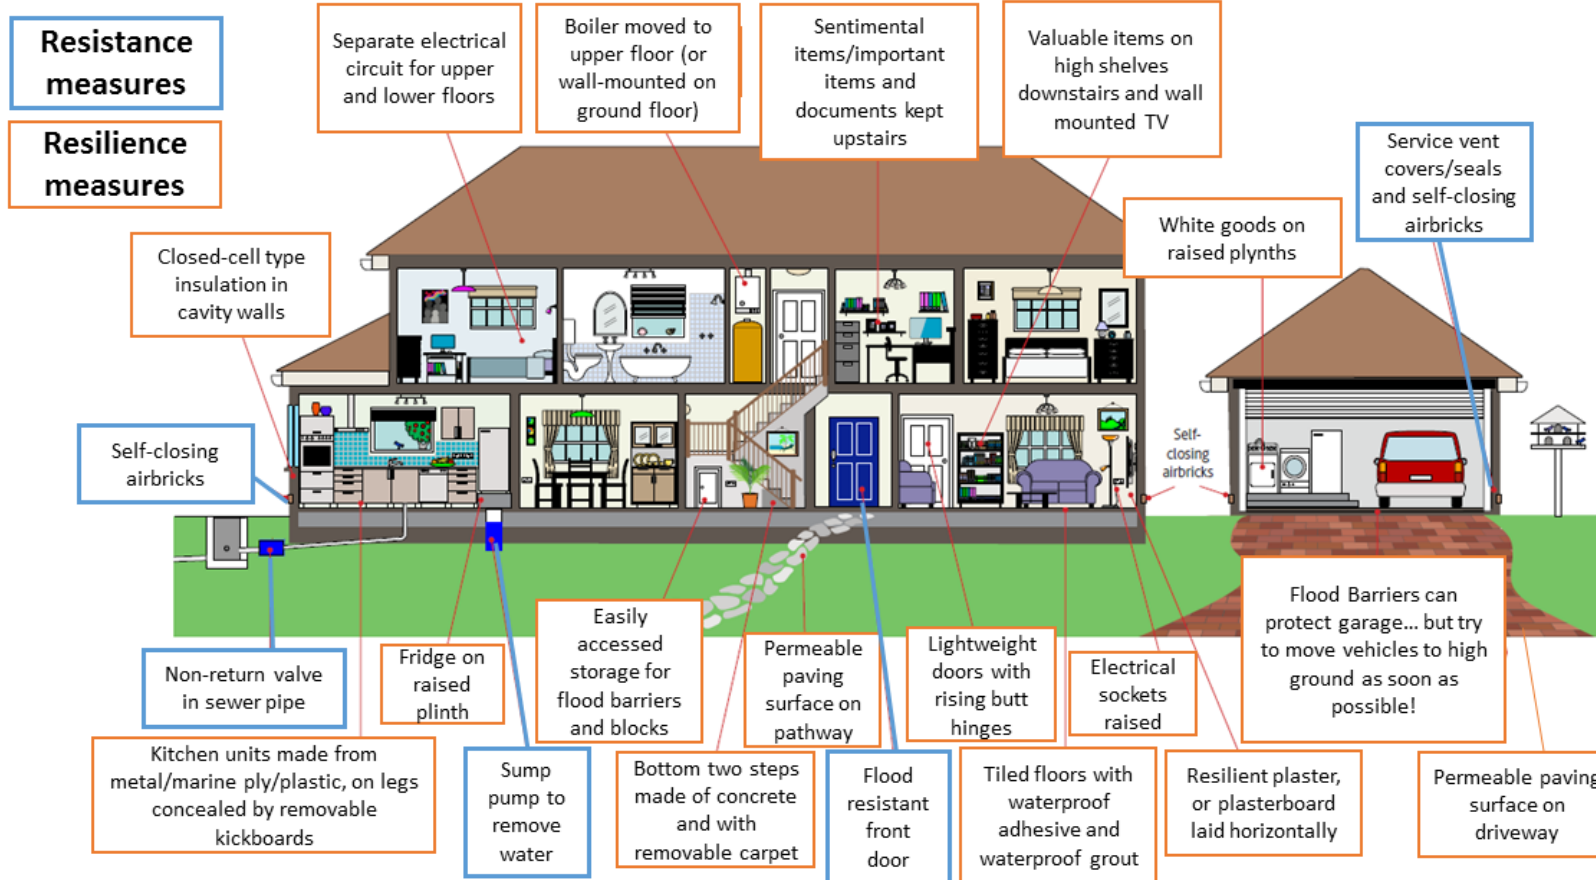 Resistance
measures
Resilience
measures
Separate electrical
circuit for upper
and lower floors
Boiler moved to
upper floor (or
wall-mounted on
ground floor)
Sentimental
items/important
items and
documents kept
upstairs
Valuable items on
high shelves
downstairs and wall
mounted TV
Service vent
covers/seals
and self-closing
airbricks
White goods on
raised plynths
Closed-cell type
insulation in
cavity walls
Self-closing
airbricks
Self-
closing
airbricks
Non-return valve
in sewer pipe
Fridge on
raised
plinth
Easily
accessed
storage for
flood barriers
and blocks
Permeable
paving
surface on
pathway
Lightweight
doors with
rising butt
hinges
Electrical
sockets
raised
Flood Barriers can
protect garage... but try
to move vehicles to high
ground as soon as
possible!
Kitchen units made from
metal/marine ply/plastic, on legs
concealed by removable
kickboards
Sump
pump to
remove
water
Bottom two steps
made of concrete
and with
removable carpet
Flood
resistant
front
door
Tiled floors with
waterproof
adhesive and
waterproof grout
Resilient plaster,
or plasterboard
laid horizontally
Permeable paving
surface on
driveway